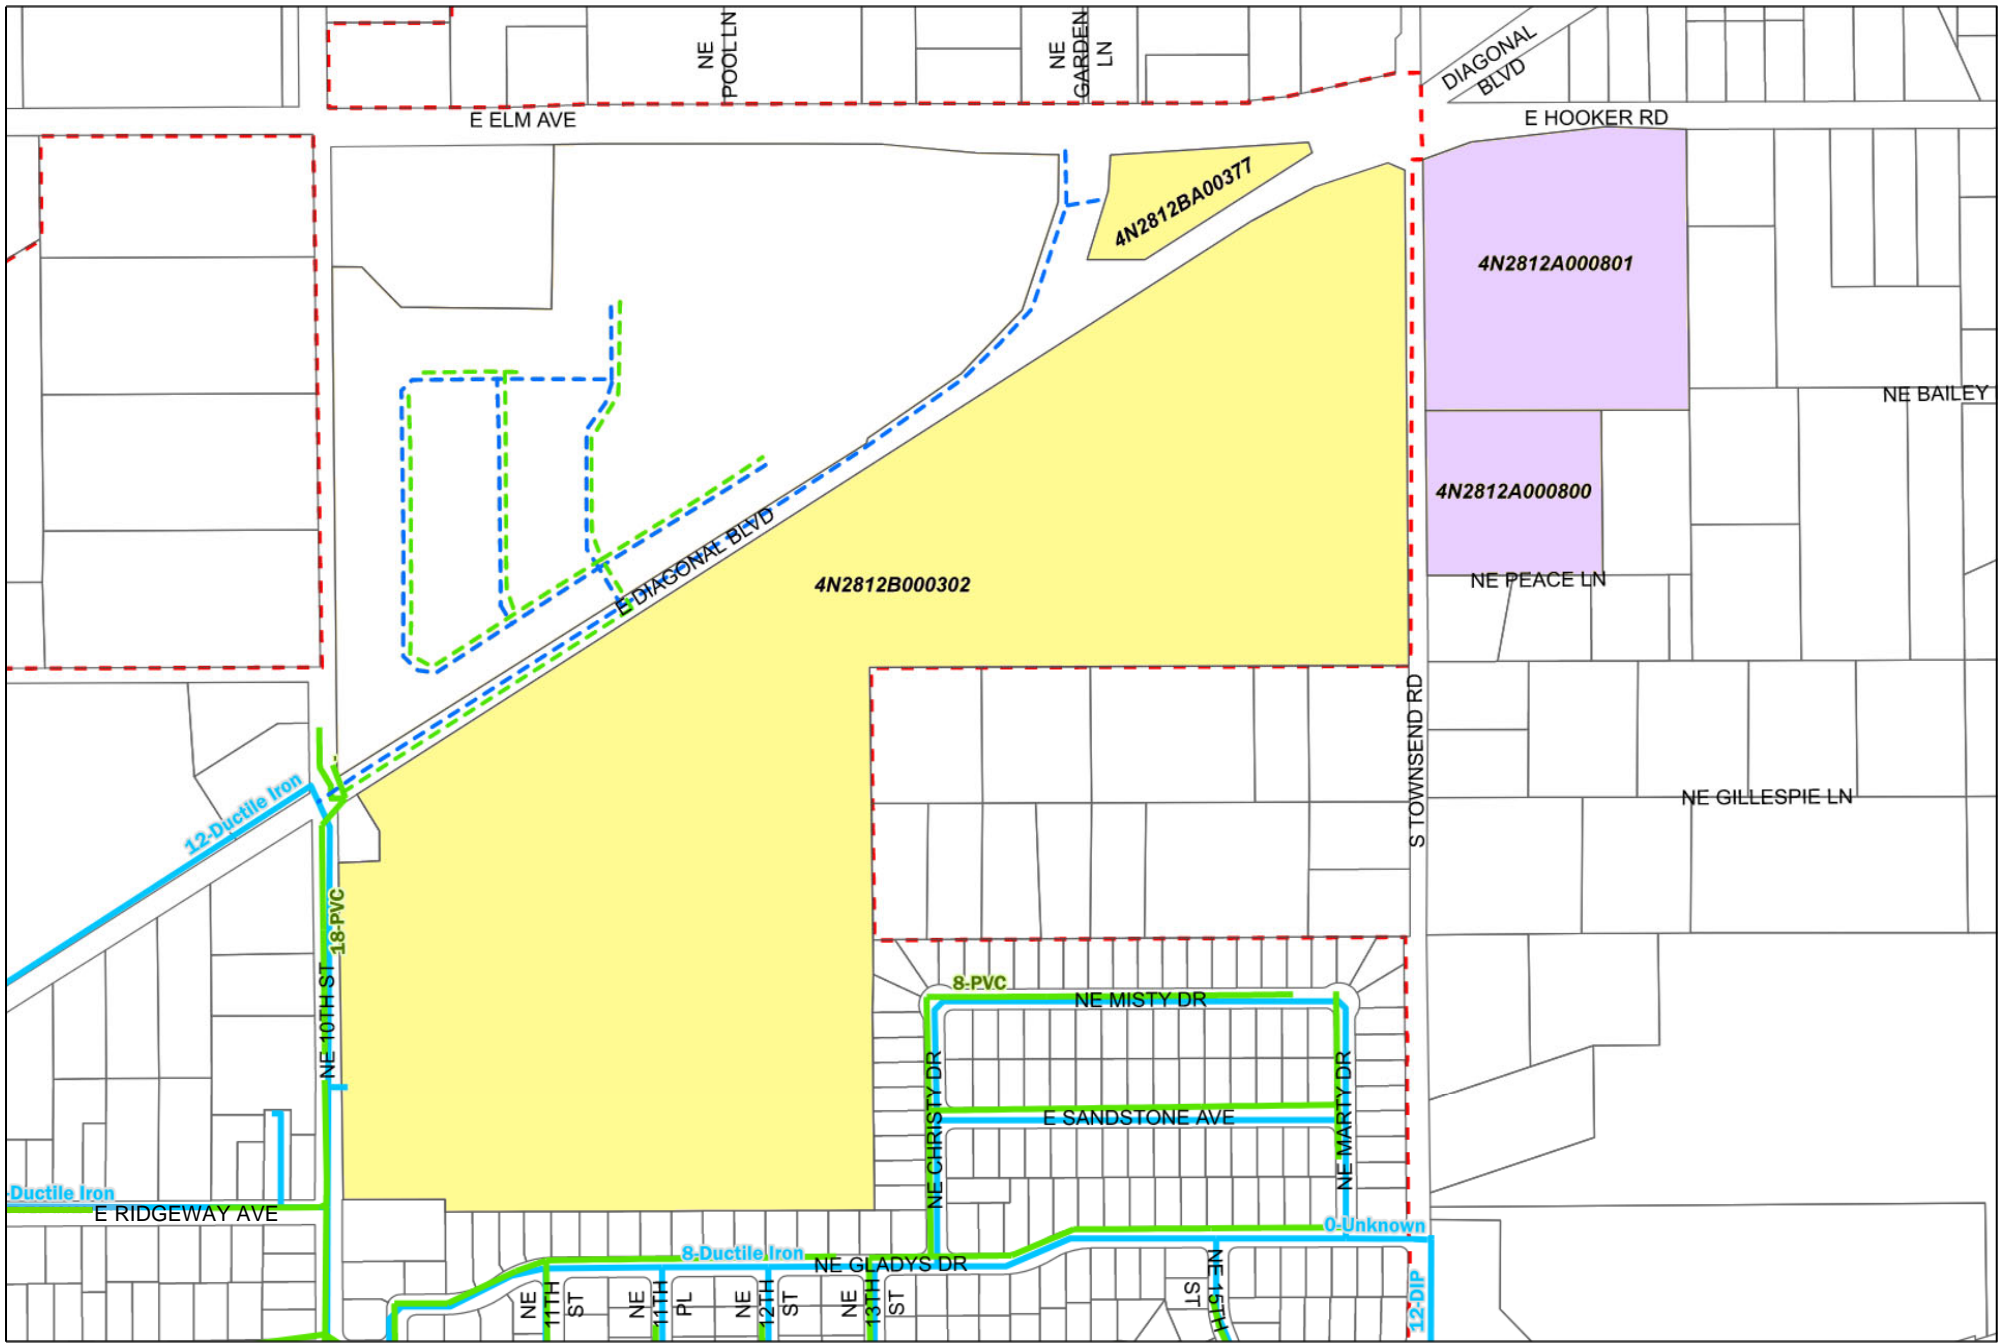 NE
POOL LN
NE
GARDEN
LN
DIAGONAL
BLVD
E ELM AVE
E HOOKER RD
4N2812BA00377
4N2812A000801
NE BAILEY
4N2812A000800
E DIAGONAL BLVD
4N2812B000302
NE PEACE LN
S TOWNSEND RD
12-Ductile Iron
NE GILLESPIE LN
18-PVC
NE 10TH ST
8-PVC
NE MISTY DR
NE CHRISTY DR
E SANDSTONE AVE
NE MARTY DR
-Ductile Iron
E RIDGEWAY AVE
0-Unknown
8-Ductile Iron
NE GLADYS DR
NE
11TH
ST
NE
11TH
PL
NE
12TH
ST
NE
13TH
ST
NE 15TH
ST
12-DIP